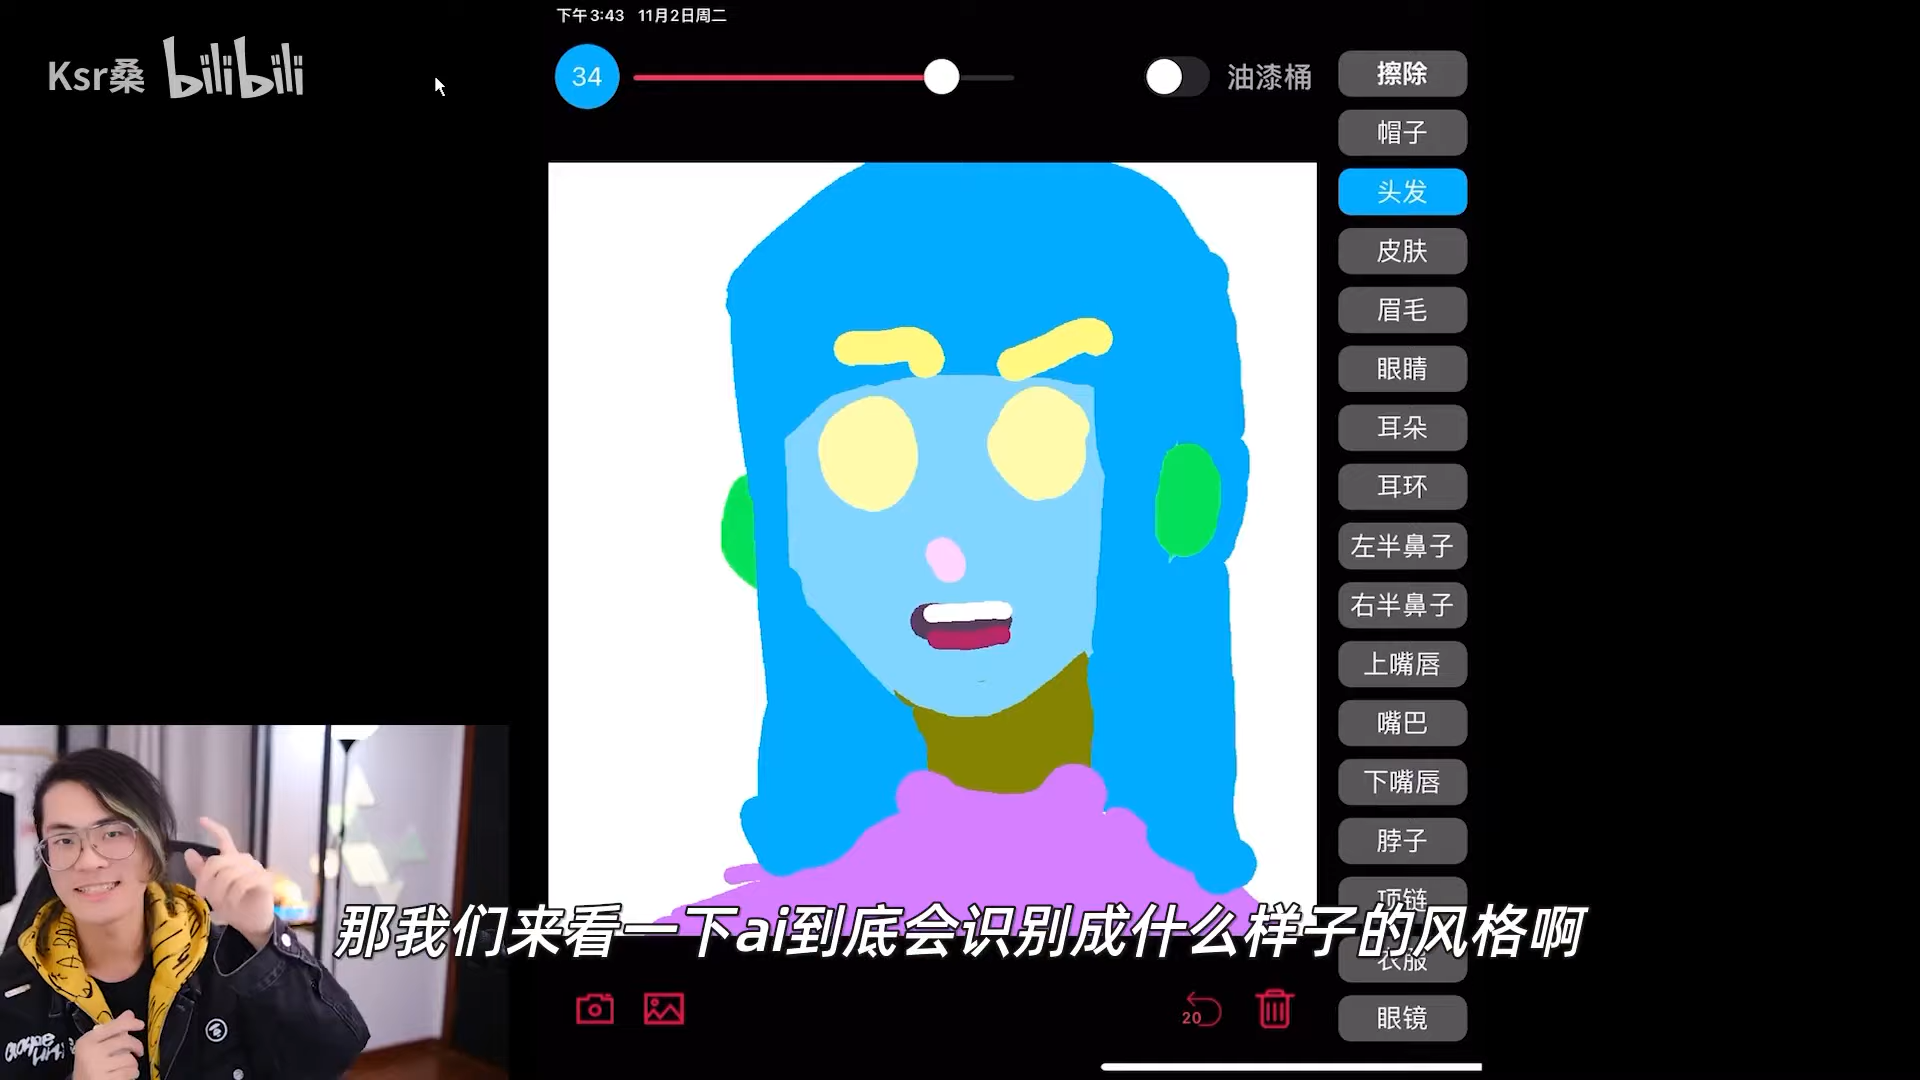 下午3:43 11月2日周二
Ksr桑 bilibili
34
油漆桶
擦除
帽子
头发
皮肤
眉毛
眼睛
耳朵
耳环
左半鼻子
右半鼻子
上嘴唇
嘴巴
下嘴唇
脖子
项链
那我们来看一下ai到底会识别成什么样子的风格啊
衣服
20
眼镜